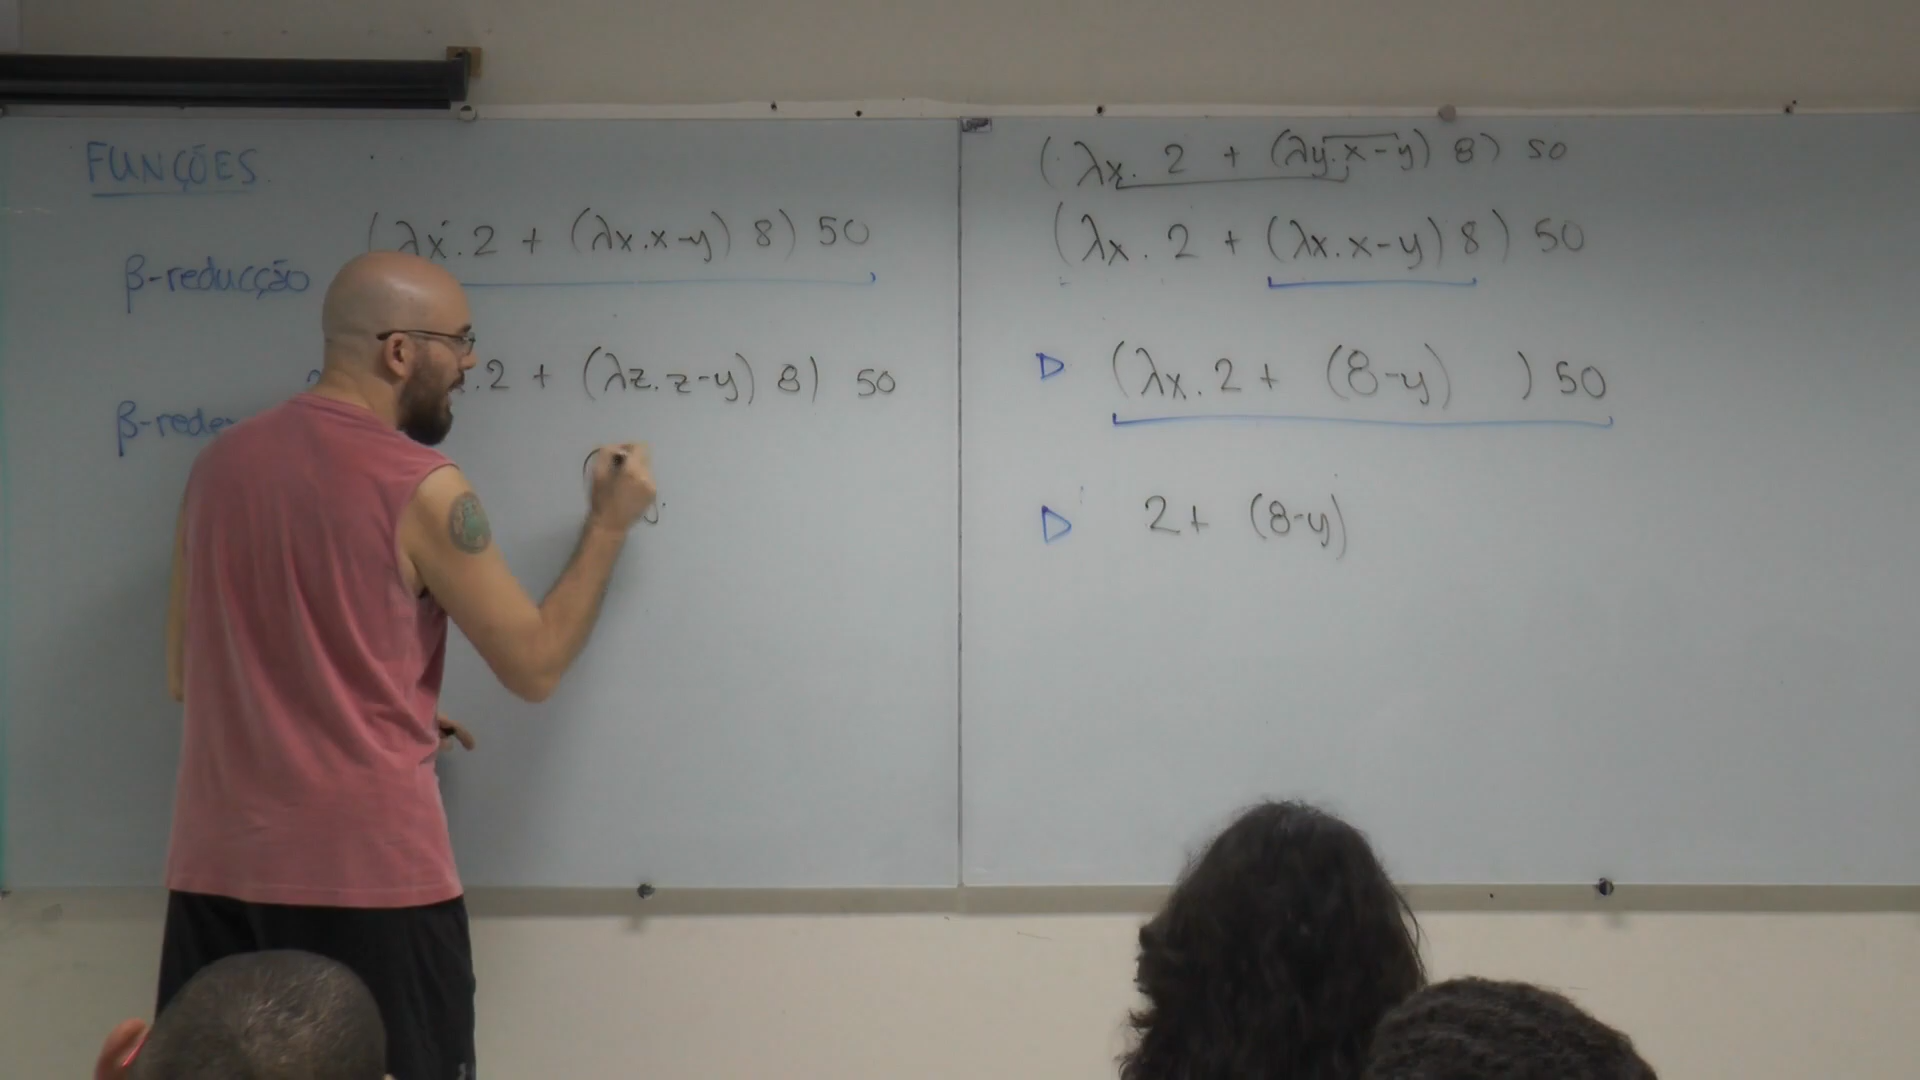 FUNÇÕES
(λx.2 + (λx.x-y) 8) 50
β-reducção
.2 + (λz.z-y) 8) 50
β-rede
(
(λx. 2 + (λy.x-y) 8) 50
(λx. 2 + (λx.x-y) 8) 50
▷ (λx.2 + (8-y) ) 50
▷ 2+ (8-y)